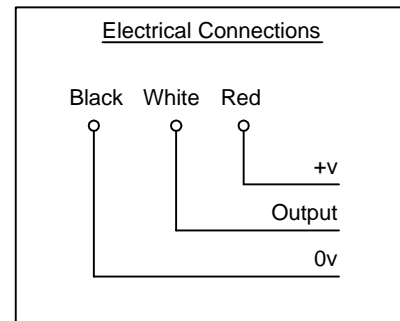 Electrical Connections
Black White Red
+v
Output
0v